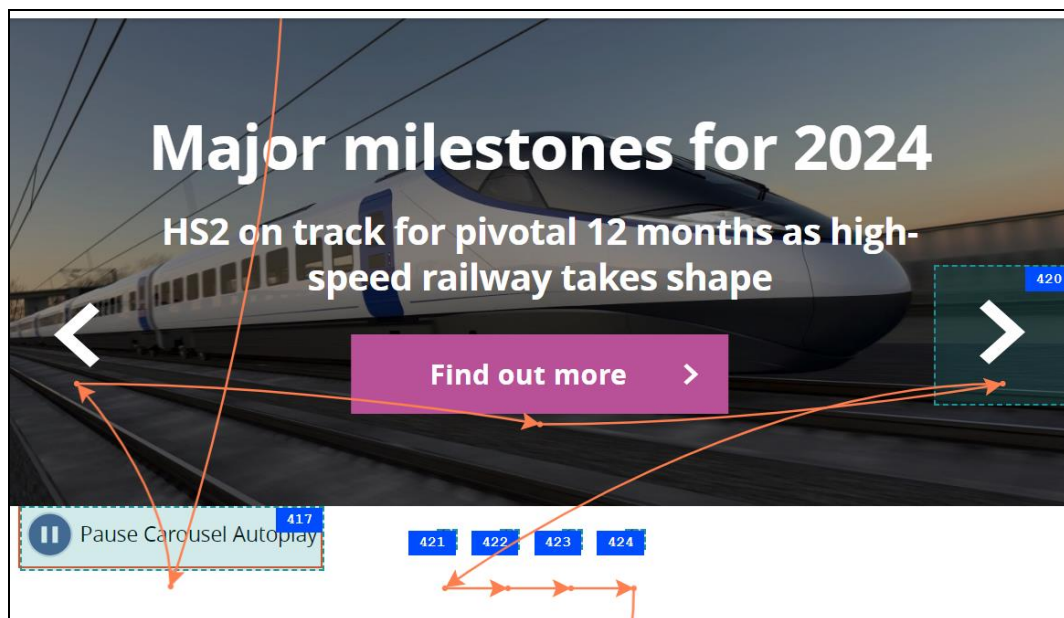 Major milestones for 2024
HS2 on track for pivotal 12 months as high-
speed railway takes shape
420
Find out more
417
Pause Carousel Autoplay
421 422 423 424